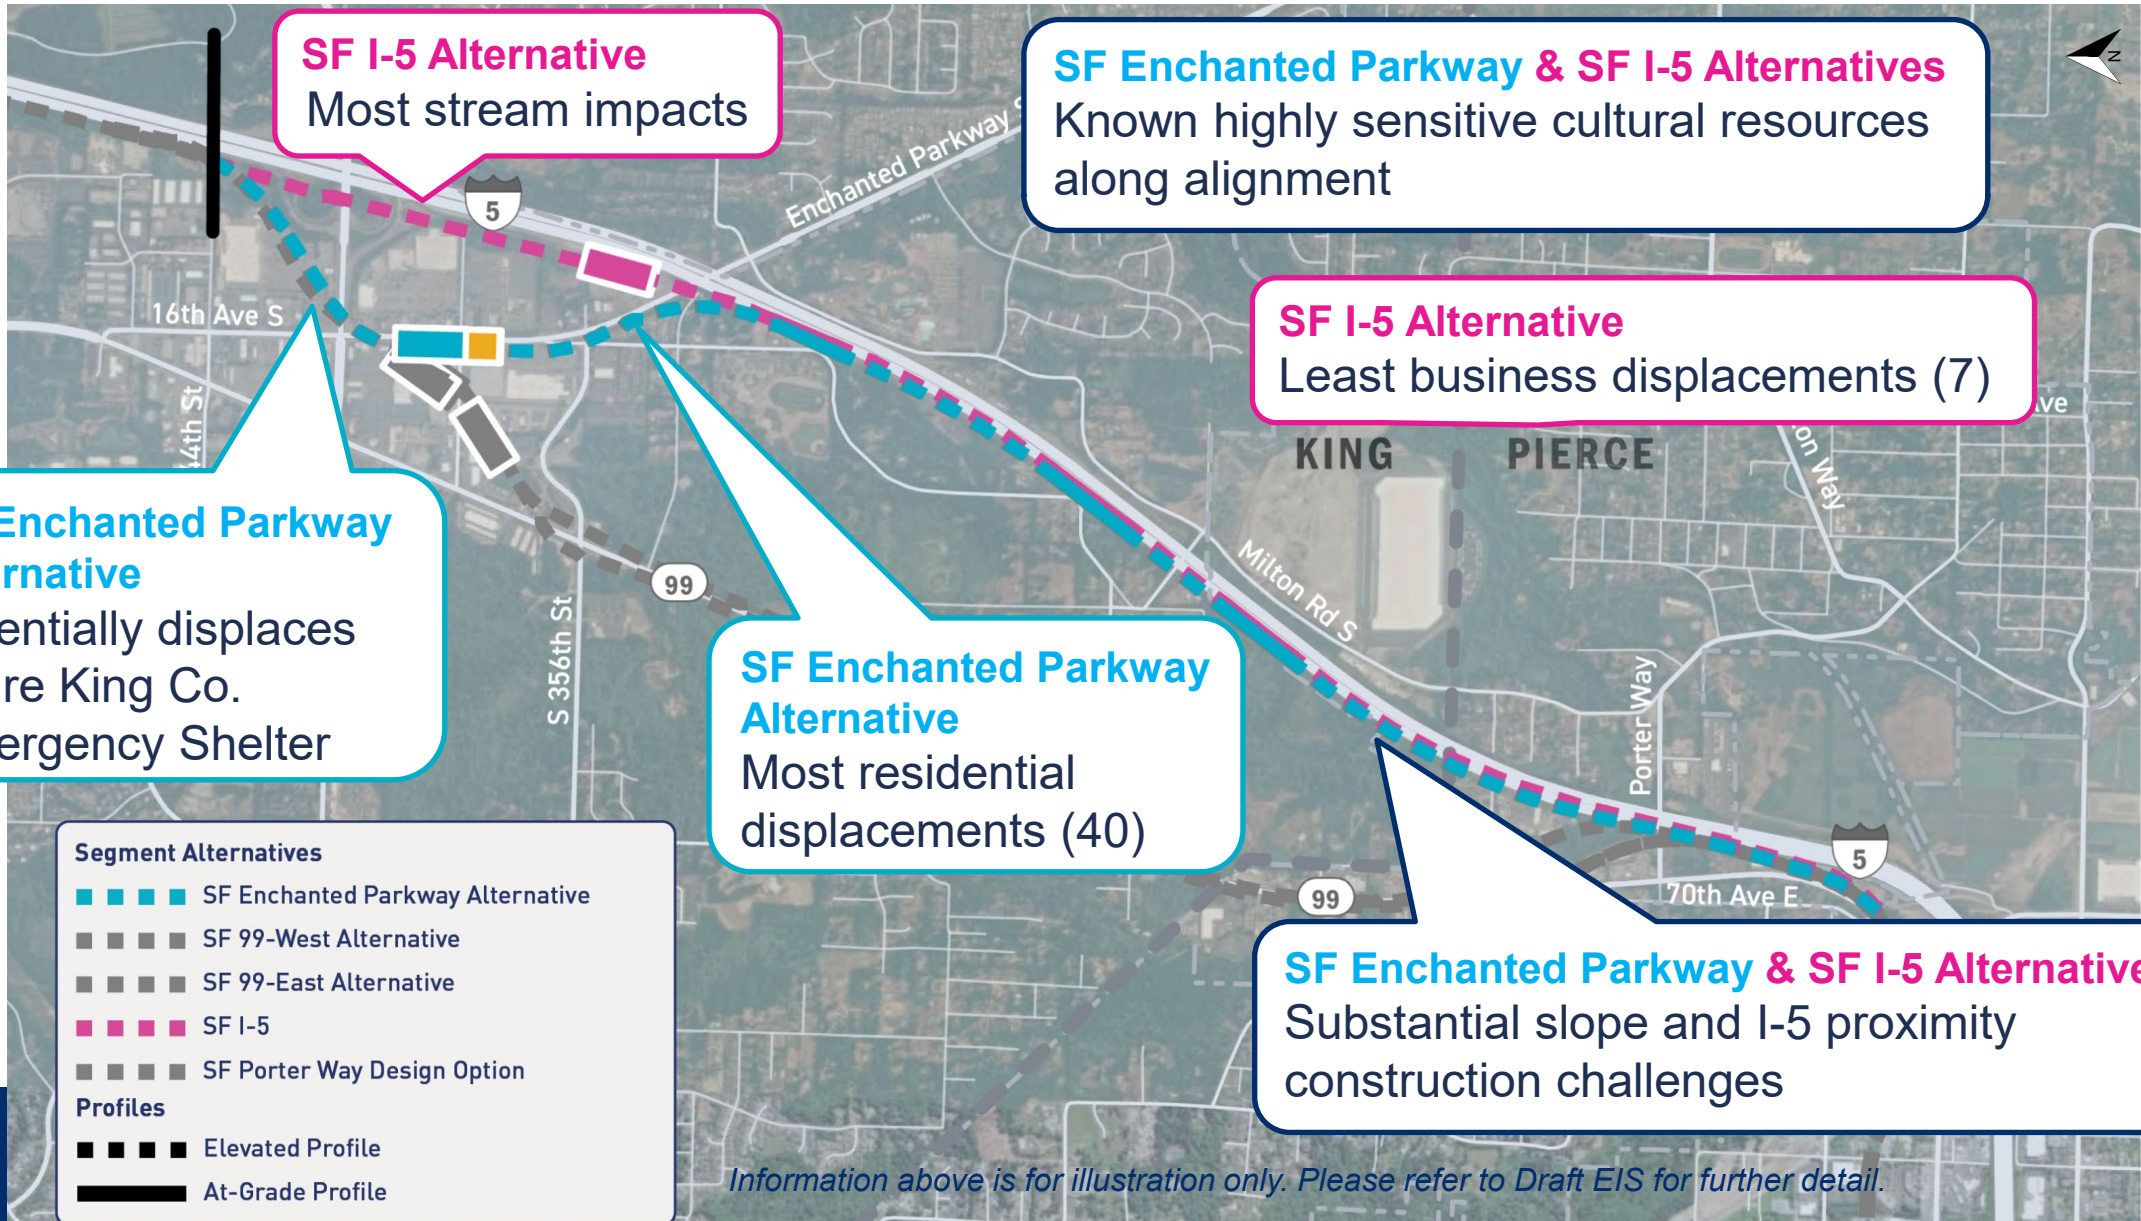 SF I-5 Alternative
Most stream impacts
SF Enchanted Parkway & SF I-5 Alternatives
Known highly sensitive cultural resources
along alignment
N
5
Enchanted Parkway S
SF I-5 Alternative
Least business displacements (7)
16th Ave S
44th St
KING
PIERCE
Enchanted Parkway
rnative
entially displaces
re King Co.
ergency Shelter
99
S 356th St
Milton Rd S
on Way
ve
SF Enchanted Parkway
Alternative
Most residential
displacements (40)
Porter Way
5
70th Ave E
99
SF Enchanted Parkway & SF I-5 Alternative
Substantial slope and I-5 proximity
construction challenges
Segment Alternatives
SF Enchanted Parkway Alternative
SF 99-West Alternative
SF 99-East Alternative
SF I-5
SF Porter Way Design Option
Profiles
Elevated Profile
At-Grade Profile
Information above is for illustration only. Please refer to Draft EIS for further detail.